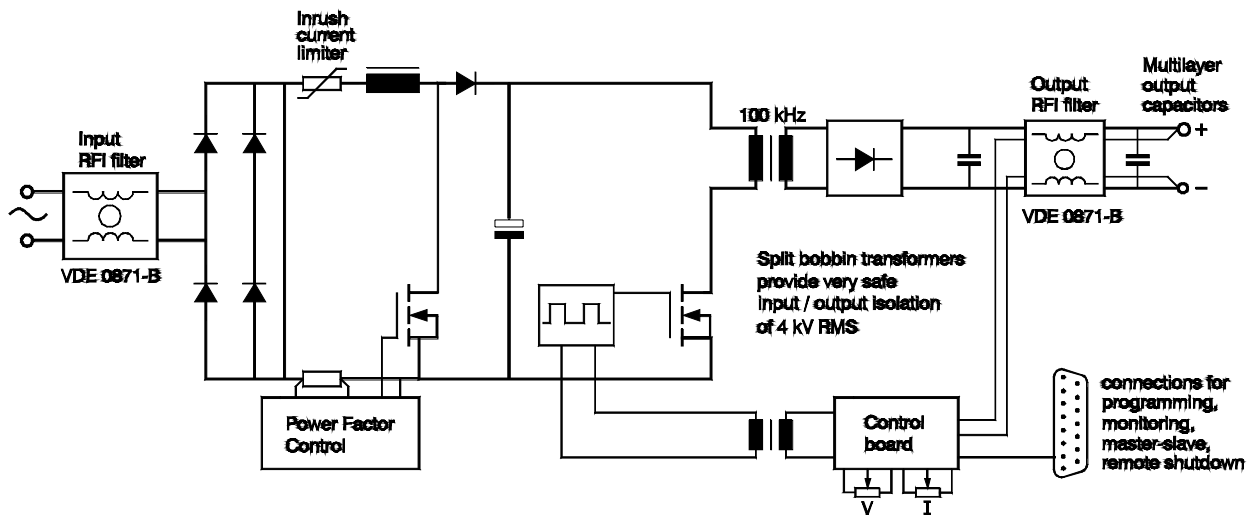 Inrush
current
limiter
Input
RFI filter
VDE 0871-B
100 kHz
Output
RFI filter
VDE 0871-B
Multilayer
output
capacitors
+
−
Split bobbin transformers
provide very safe
input / output isolation
of 4 kV RMS
Power Factor
Control
Control
board
V
I
connections for
programming,
monitoring,
master-slave,
remote shutdown